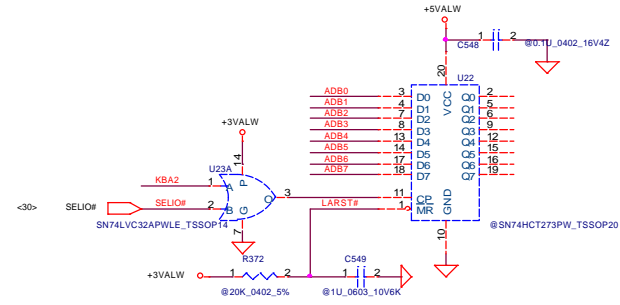 +5VALW
1 2
C548
@0.1U_0402_16V4Z
20
U22
ADB0 3 D0 VCC Q0 2
ADB1 4 D1 Q1 5
ADB2 7 D2 Q2 6
ADB3 8 D3 Q3 9
ADB4 13 D4 Q4 12
ADB5 14 D5 Q5 15
ADB6 17 D6 Q6 16
ADB7 18 D7 Q7 19
+3VALW
U23A
14
KBA2 1 A P
O 3 11 CP
<30> SELIO# SELIO# 2 B G
LARST# 1 MR GND
SN74LVC32APWLE_TSSOP14
7
10
@SN74HCT273PW_TSSOP20
R372
C549
+3VALW 1 2 1 2
@20K_0402_5%
@1U_0603_10V6K